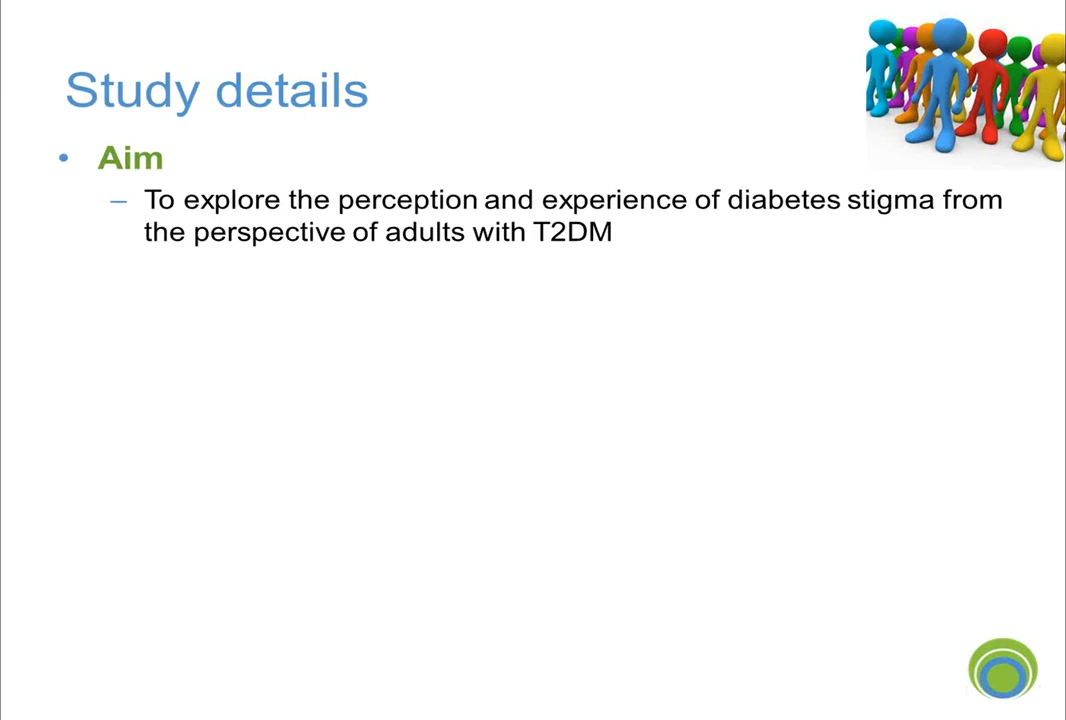 Study details
• Aim
– To explore the perception and experience of diabetes stigma from
the perspective of adults with T2DM